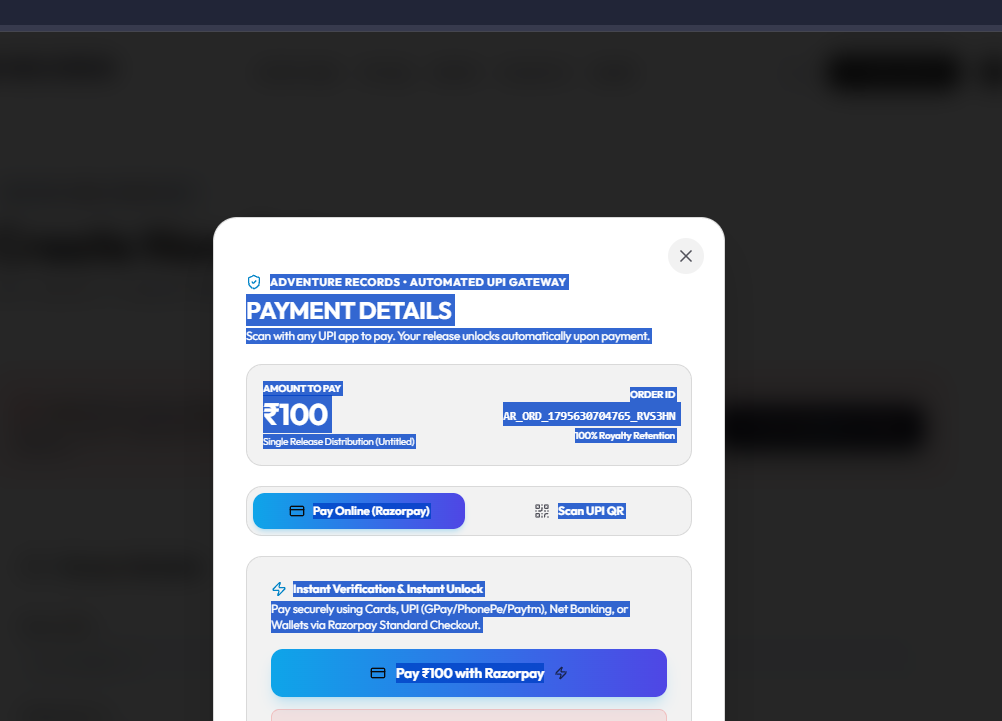 ADVENTURE RECORDS • AUTOMATED UPI GATEWAY
PAYMENT DETAILS
Scan with any UPI app to pay. Your release unlocks automatically upon payment.
AMOUNT TO PAY
₹100
Single Release Distribution (Untitled)
ORDER ID
AR_ORD_1795630704765_RVS3HN
100% Royalty Retention
Pay Online (Razorpay)
Scan UPI QR
Instant Verification & Instant Unlock
Pay securely using Cards, UPI (GPay/PhonePe/Paytm), Net Banking, or
Wallets via Razorpay Standard Checkout.
Pay ₹100 with Razorpay